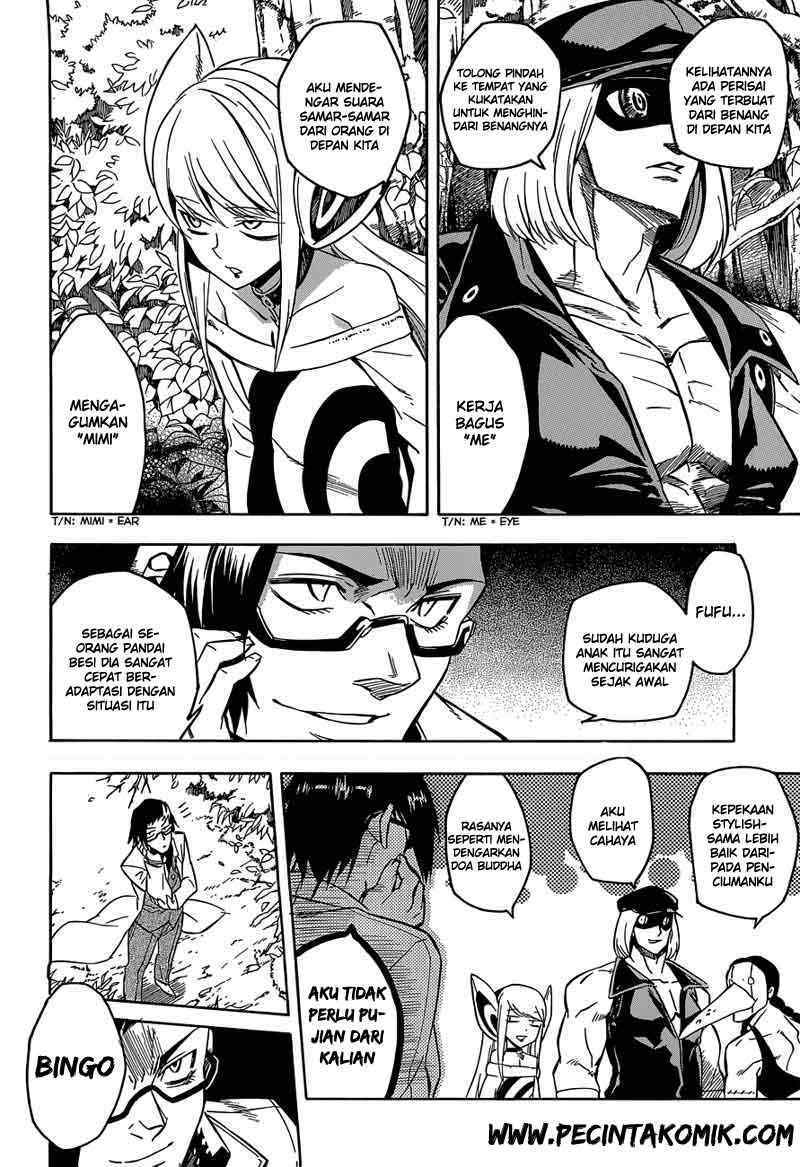 KELIHATANNYA
ADA PERISAI
YANG TERBUAT
DARI BENANG
DI DEPAN
KITA
TOLONG PINDAH
KE TEMPAT YANG
KUKATAKAN
UNTUK MENGHIN-
DARI BENANGNYA
KERJA
BAGUS
"ME"
T/N: ME = EYE
AKU MENDE-
NGAR SUARA
SAMAR-SAMAR
DARI ORANG DI
DEPAN KITA
MENGA-
GUMKAN
"MIMI"
T/N: MIMI = EAR
FUFU...
SUDAH KUDUGA
ANAK ITU SANGAT
MENCURIGAKAN
SEJAK AWAL
SEBAGAI SE-
ORANG PANDAI
BESI DIA SANGAT
CEPAT BER-
ADAPTASI DENGAN
SITUASI ITU
KEPEKAAN
STYLISH-
SAMA LEBIH
BAIK DARI-
PADA PEN-
CIUMANKU
AKU
MELIHAT
CAHAYA
RASANYA
SEPERTI MEN-
DENGARKAN
DOA BUDDHA
AKU TIDAK
PERLU PU-
JIAN DARI
KALIAN
BINGO
WWW.PECINTAKOMIK.COM